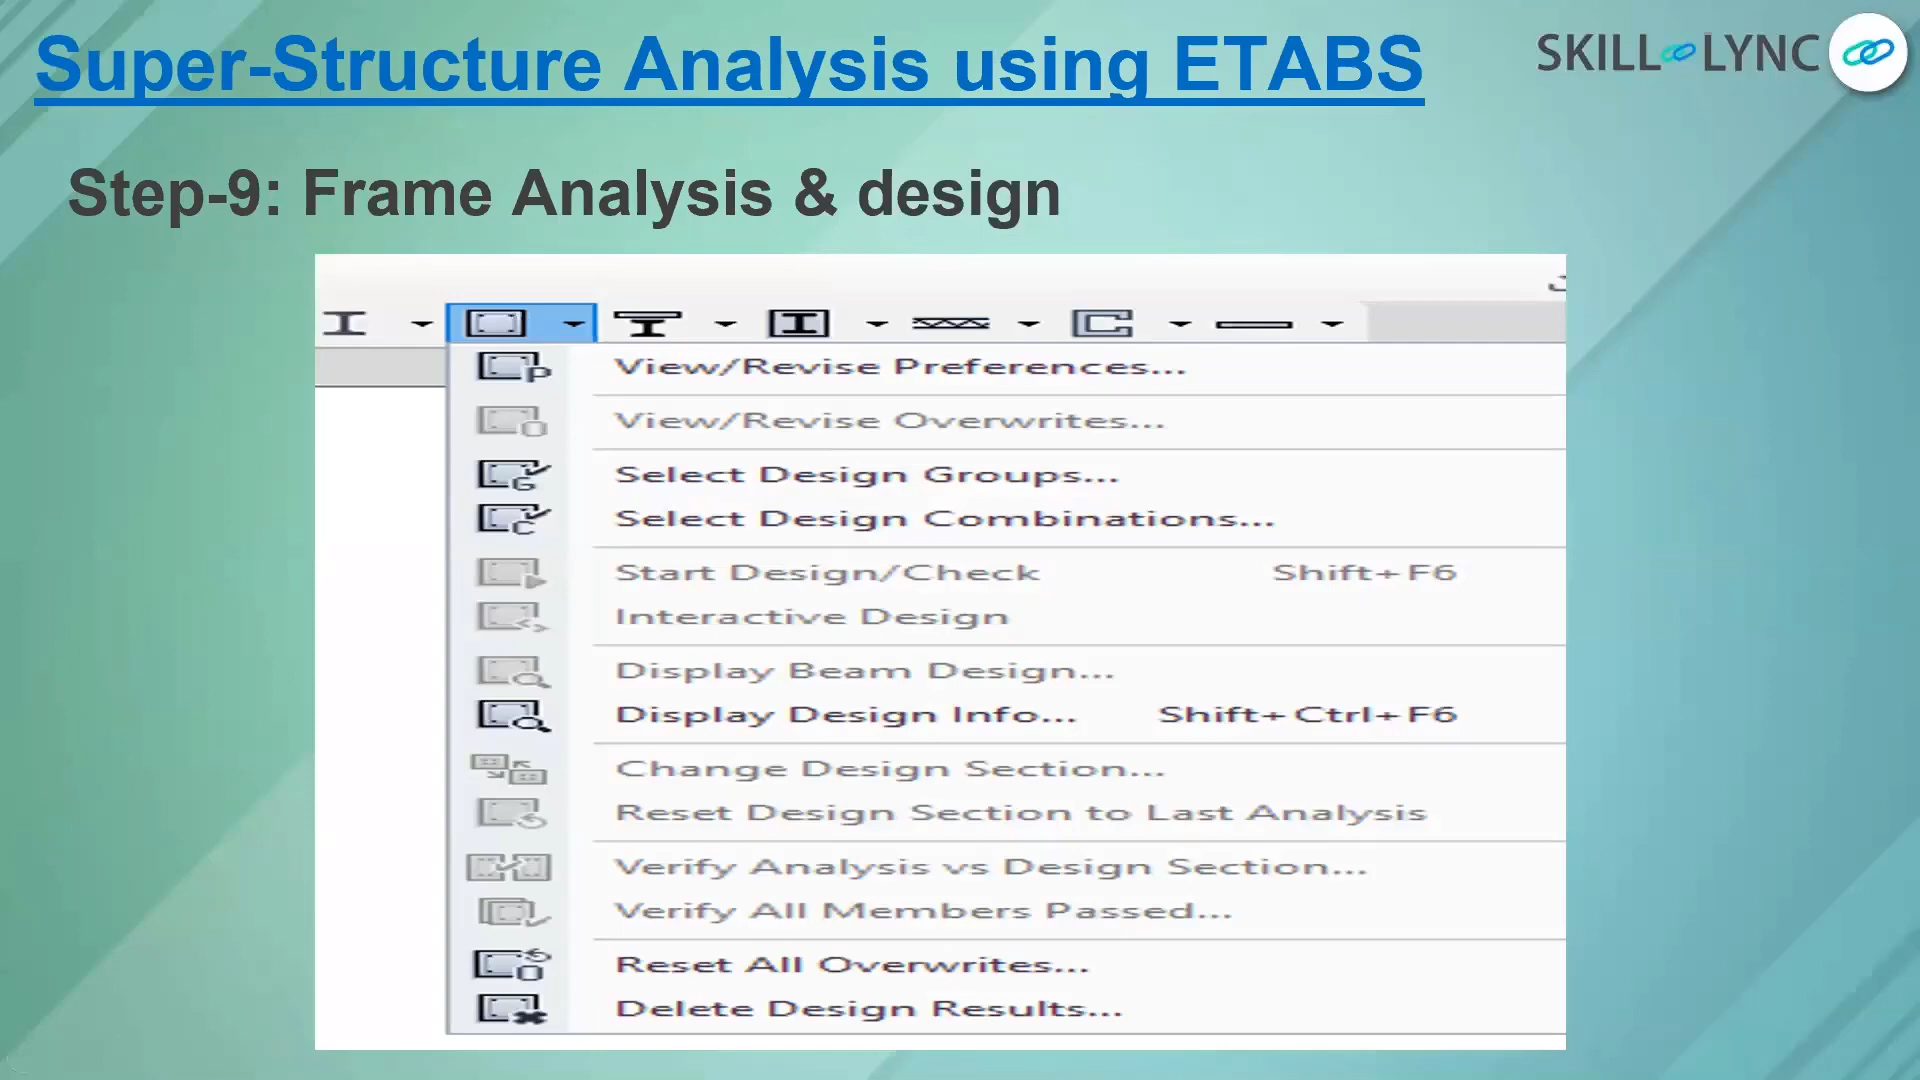 Super-Structure Analysis using ETABS
SKILL LYNC
Step-9: Frame Analysis & design
View/Revise Preferences...
View/Revise Overwrites...
Select Design Groups...
Select Design Combinations...
Start Design/Check Shift+F6
Interactive Design
Display Beam Design...
Display Design Info... Shift+Ctrl+F6
Change Design Section...
Reset Design Section to Last Analysis
Verify Analysis vs Design Section...
Verify All Members Passed...
Reset All Overwrites...
Delete Design Results...